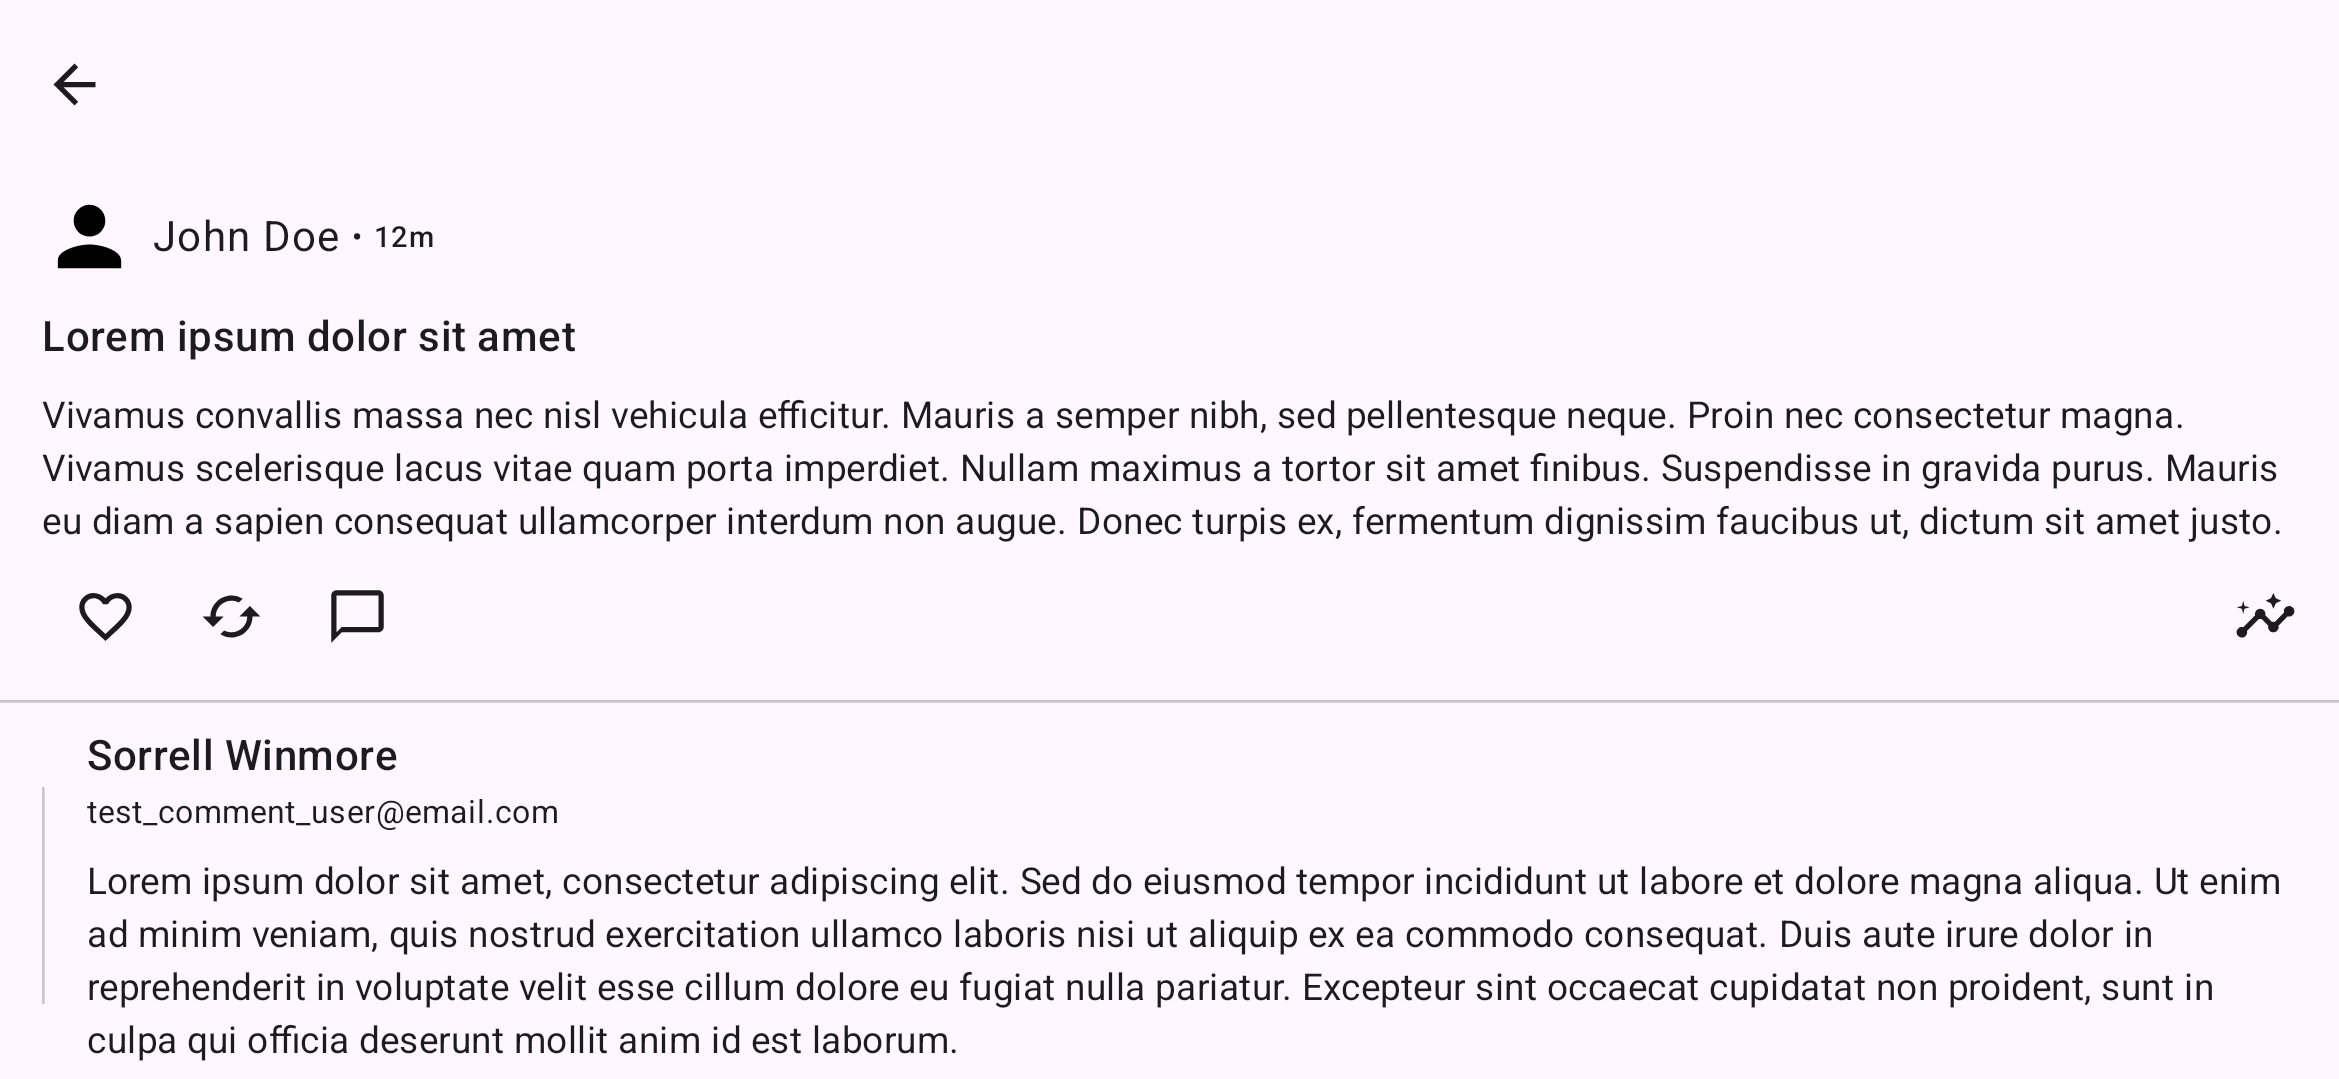 John Doe • 12m
Lorem ipsum dolor sit amet
Vivamus convallis massa nec nisl vehicula efficitur. Mauris a semper nibh, sed pellentesque neque. Proin nec consectetur magna.
Vivamus scelerisque lacus vitae quam porta imperdiet. Nullam maximus a tortor sit amet finibus. Suspendisse in gravida purus. Mauris
eu diam a sapien consequat ullamcorper interdum non augue. Donec turpis ex, fermentum dignissim faucibus ut, dictum sit amet justo.
Sorrell Winmore
test_comment_user@email.com
Lorem ipsum dolor sit amet, consectetur adipiscing elit. Sed do eiusmod tempor incididunt ut labore et dolore magna aliqua. Ut enim
ad minim veniam, quis nostrud exercitation ullamco laboris nisi ut aliquip ex ea commodo consequat. Duis aute irure dolor in
reprehenderit in voluptate velit esse cillum dolore eu fugiat nulla pariatur. Excepteur sint occaecat cupidatat non proident, sunt in
culpa qui officia deserunt mollit anim id est laborum.